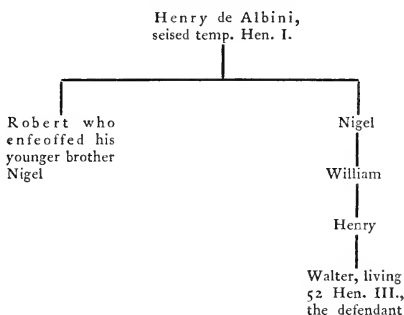 Henry de Albini,
seised temp. Hen. I.
Robert who
enfeoffed his
younger brother
Nigel
Nigel
William
Henry
Walter, living
52 Hen. III.,
the defendant